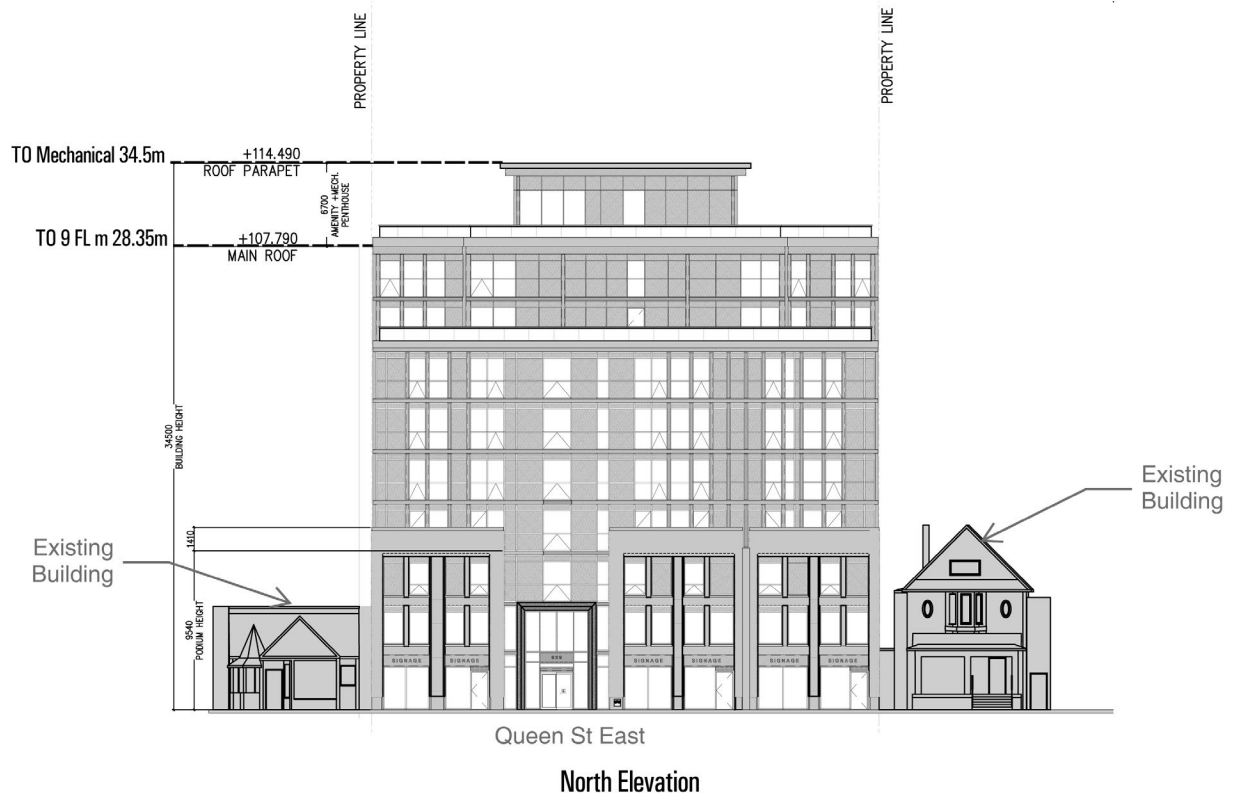 PROPERTY LINE
PROPERTY LINE
TO Mechanical 34.5m
+114.490
ROOF PARAPET
6700
AMENITY +MECH.
PENTHOUSE
TO 9 FL m 28.35m
+107.790
MAIN ROOF
34500
BUILDING HEIGHT
Existing
Building
1410
Existing
Building
9540
PODIUM HEIGHT
SIGNAGE
SIGNAGE
SIGNAGE
SIGNAGE
SIGNAGE
SIGNAGE
Queen St East
North Elevation